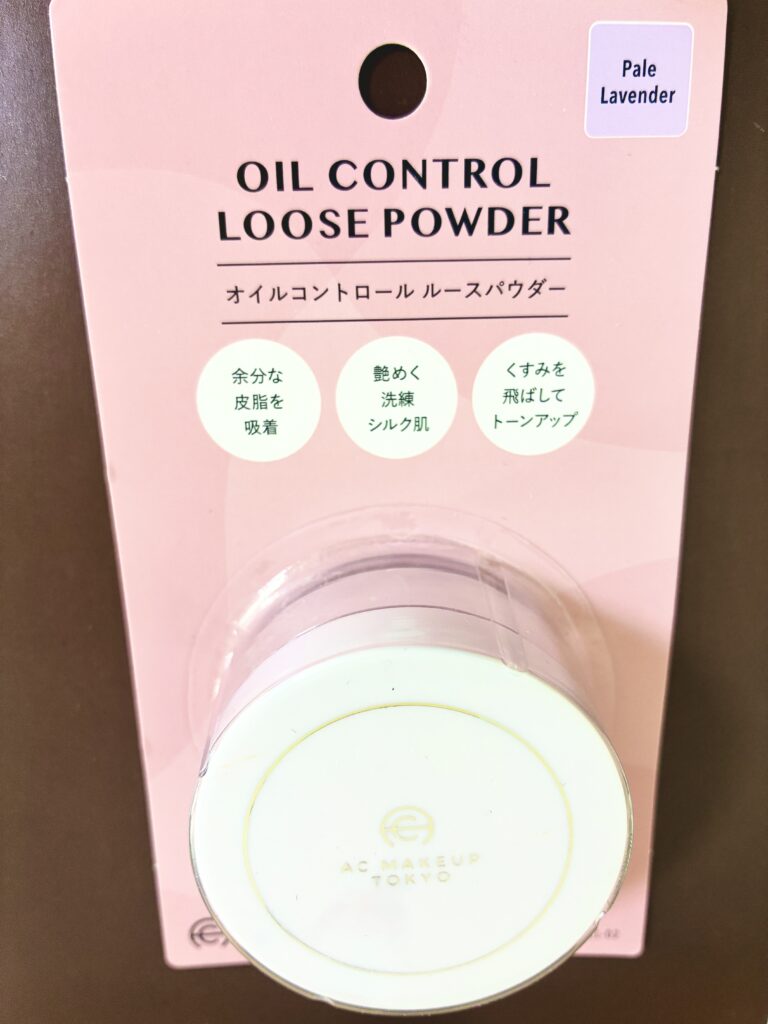 Pale
Lavender
OIL CONTROL
LOOSE POWDER
オイルコントロール ルースパウダー
余分な
皮脂を
吸着
艶めく
洗練
シルク肌
くすみを
飛ばして
トーンアップ
AC MAKEUP
TOKYO